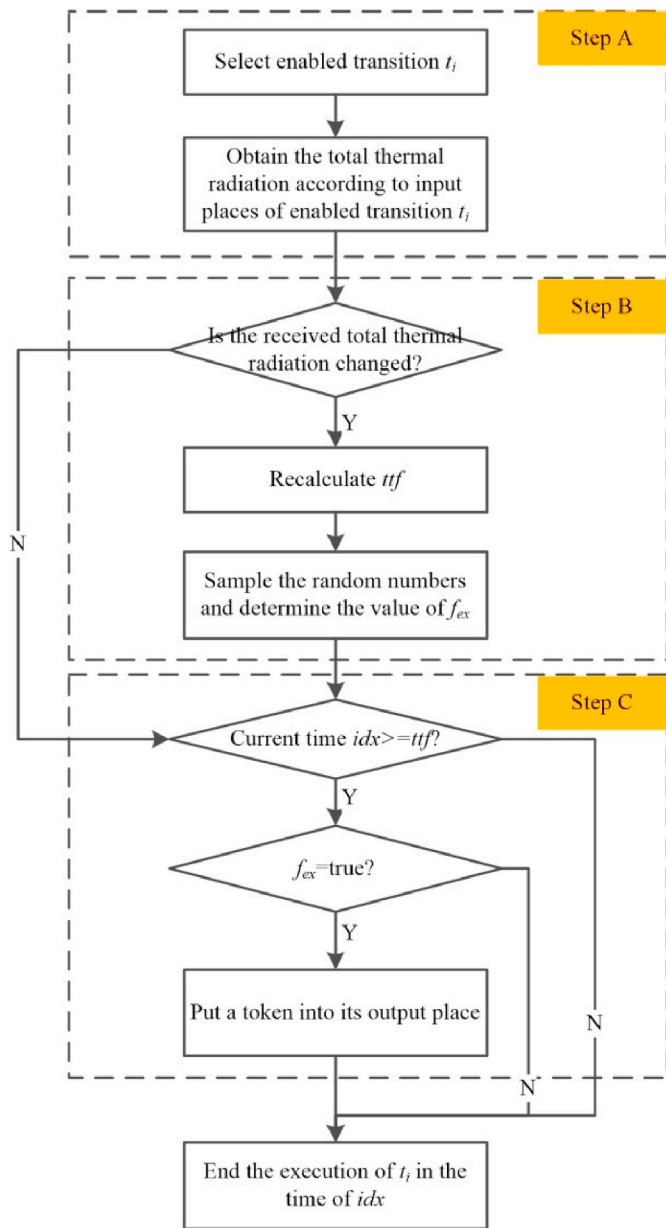 Step A
Select enabled transition tᵢ
Obtain the total thermal
radiation according to input
places of enabled transition tᵢ
Step B
Is the received total thermal
radiation changed?
Y
Recalculate ttf
N
Sample the random numbers
and determine the value of fₑₓ
Step C
Current time idx>=ttf?
Y
fₑₓ=true?
Y
Put a token into its output place
N
N
End the execution of tᵢ in the
time of idx